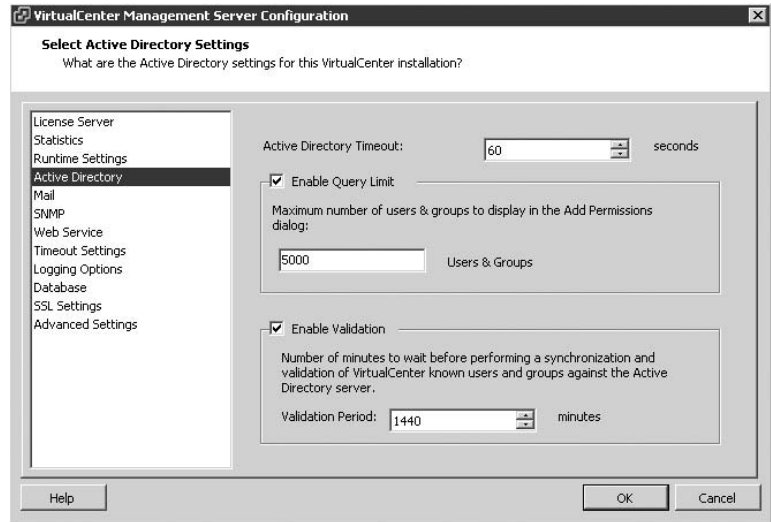 VirtualCenter Management Server Configuration
Select Active Directory Settings
What are the Active Directory settings for this VirtualCenter installation?
License Server
Statistics
Runtime Settings
Active Directory
Mail
SNMP
Web Service
Timeout Settings
Logging Options
Database
SSL Settings
Advanced Settings
Active Directory Timeout: 60 seconds
Enable Query Limit
Maximum number of users & groups to display in the Add Permissions
dialog:
5000 Users & Groups
Enable Validation
Number of minutes to wait before performing a synchronization and
validation of VirtualCenter known users and groups against the Active
Directory server.
Validation Period: 1440 minutes
Help OK Cancel